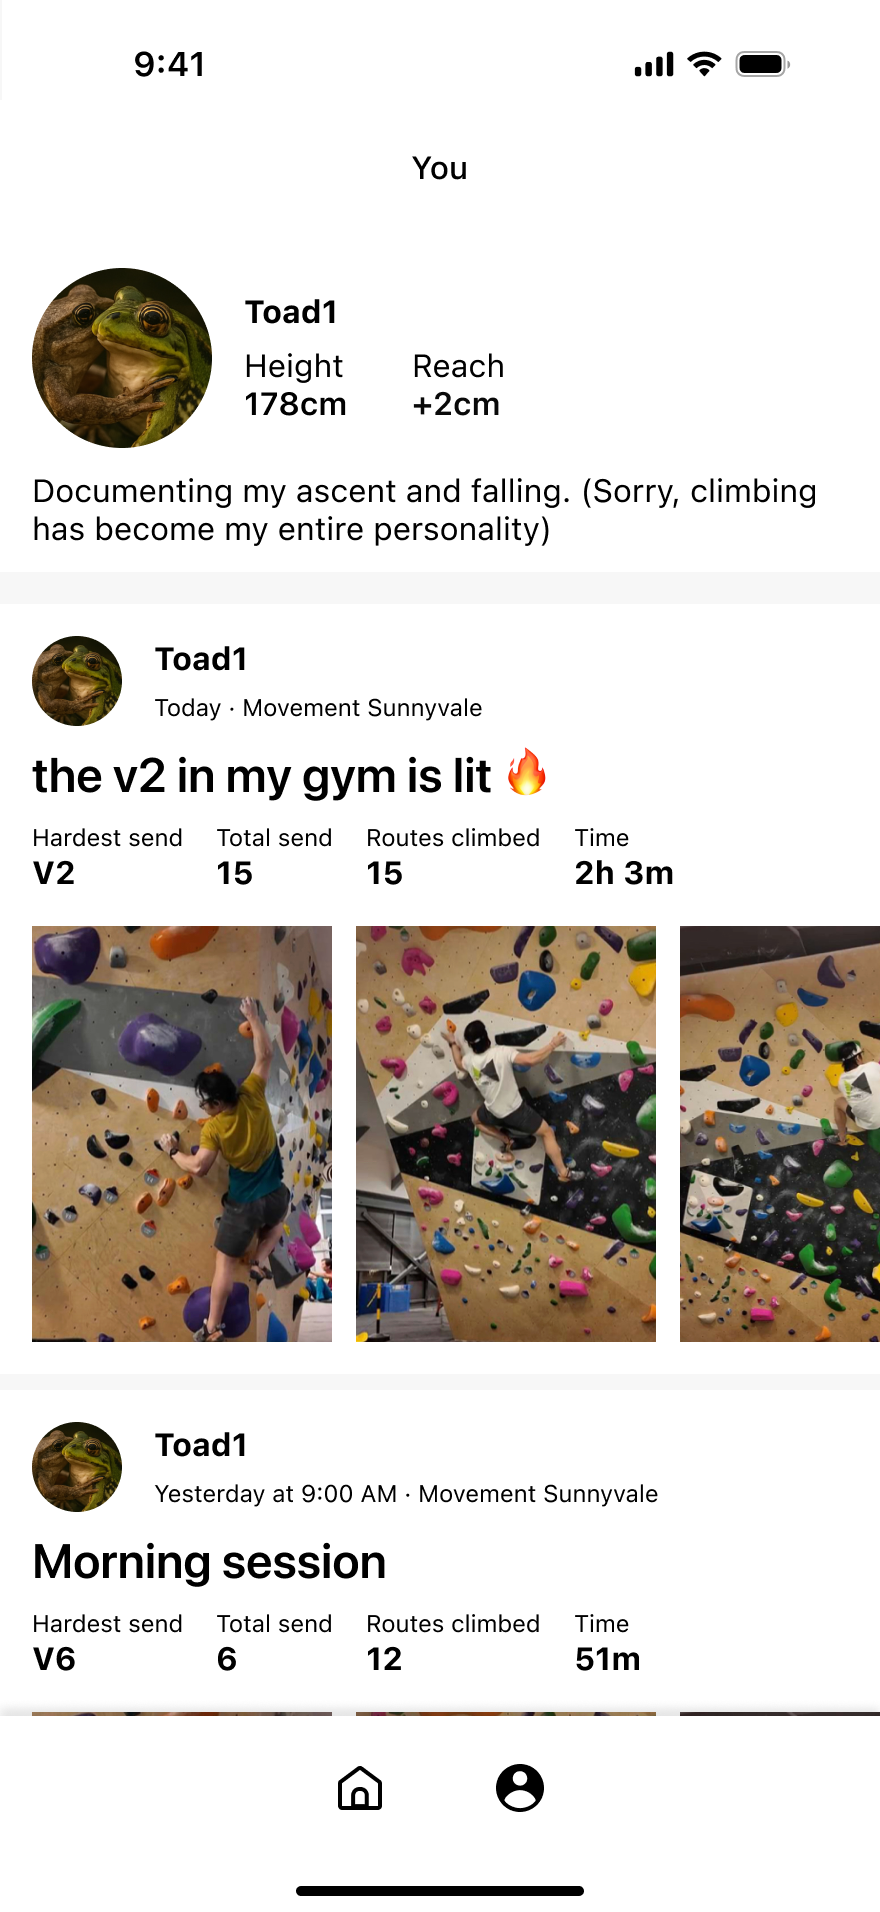 9:41
You
Toad1
Height Reach
178cm +2cm
Documenting my ascent and falling. (Sorry, climbing
has become my entire personality)
Toad1
Today · Movement Sunnyvale
the v2 in my gym is lit 🔥
Hardest send Total send Routes climbed Time
V2 15 15 2h 3m
Toad1
Yesterday at 9:00 AM · Movement Sunnyvale
Morning session
Hardest send Total send Routes climbed Time
V6 6 12 51m